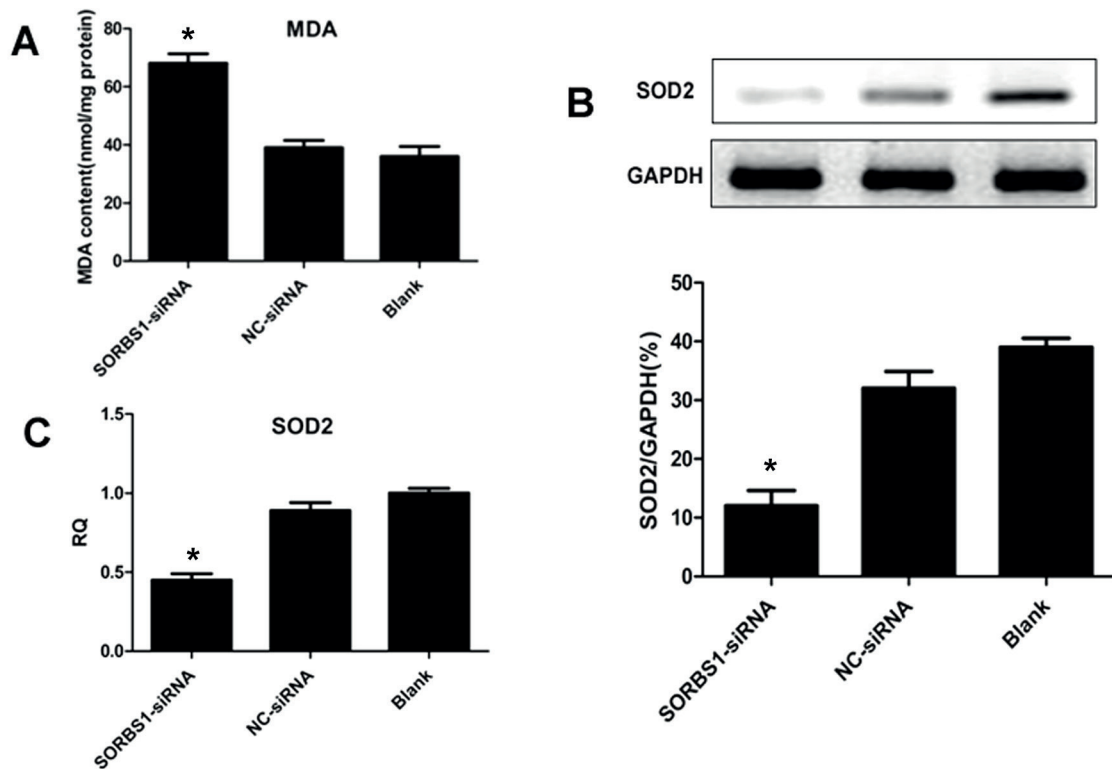 A
MDA
*
MDA content(nmol/mg protein)
80
60
40
20
0
SORBS1-siRNA
NC-siRNA
Blank
B
SOD2
GAPDH
SOD2/GAPDH(%)
50
40
30
20
10
0
*
SORBS1-siRNA
NC-siRNA
Blank
C
SOD2
RQ
1.5
1.0
0.5
0.0
*
SORBS1-siRNA
NC-siRNA
Blank